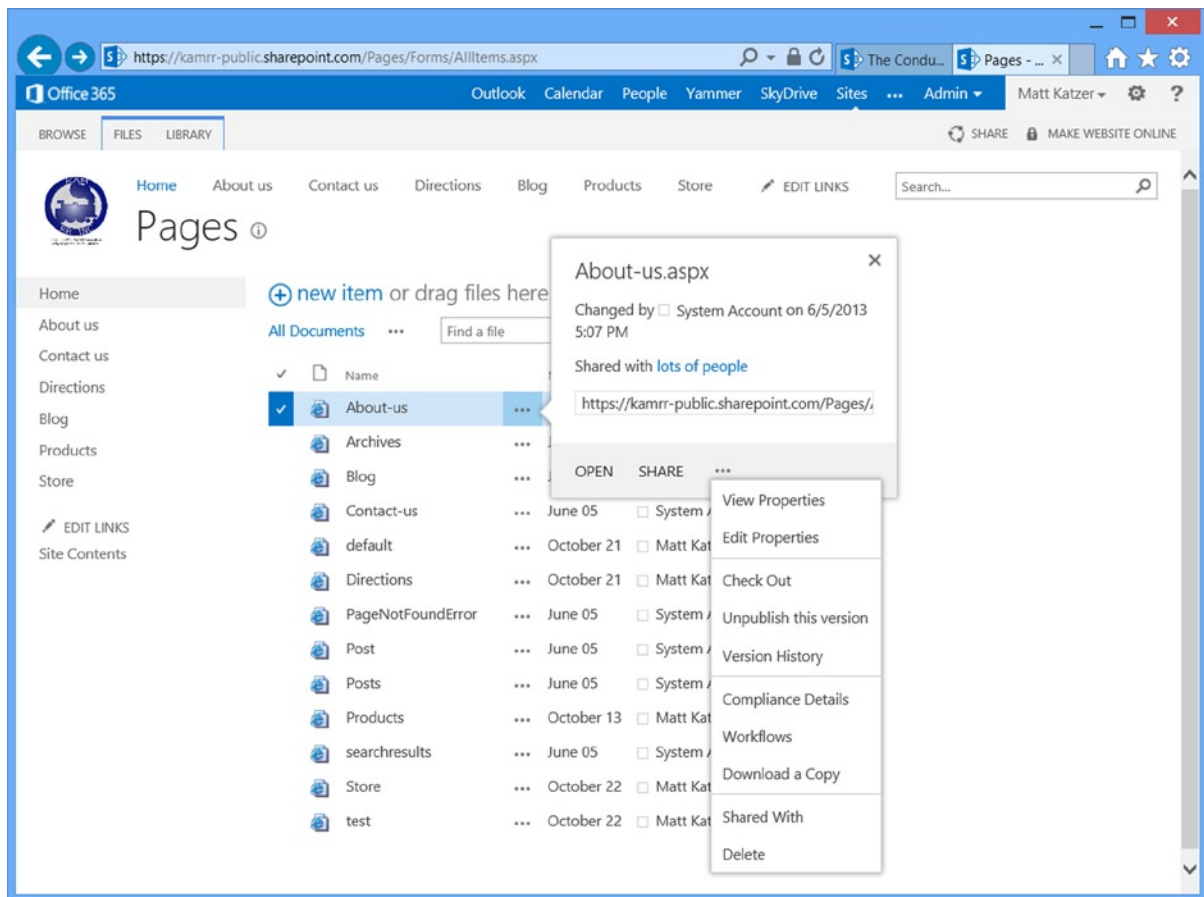 https://kamrr-public.sharepoint.com/Pages/Forms/AllItems.aspx
The Condu...
Pages - ...
Office 365
Outlook Calendar People Yammer SkyDrive Sites ... Admin Matt Katzer ?
BROWSE FILES LIBRARY
SHARE MAKE WEBSITE ONLINE
Home About us Contact us Directions Blog Products Store EDIT LINKS
Search...
Pages
Home
About us
Contact us
Directions
Blog
Products
Store
EDIT LINKS
Site Contents
new item or drag files here
All Documents ... Find a file
Name
About-us ...
Archives ...
Blog ...
Contact-us ... June 05 System
default ... October 21 Matt Kat
Directions ... October 21 Matt Kat
PageNotFoundError ... June 05 System
Post ... June 05 System
Posts ... June 05 System
Products ... October 13 Matt Kat
searchresults ... June 05 System
Store ... October 22 Matt Kat
test ... October 22 Matt Kat
About-us.aspx
Changed by System Account on 6/5/2013
5:07 PM
Shared with lots of people
https://kamrr-public.sharepoint.com/Pages/
OPEN SHARE ...
View Properties
Edit Properties
Check Out
Unpublish this version
Version History
Compliance Details
Workflows
Download a Copy
Shared With
Delete